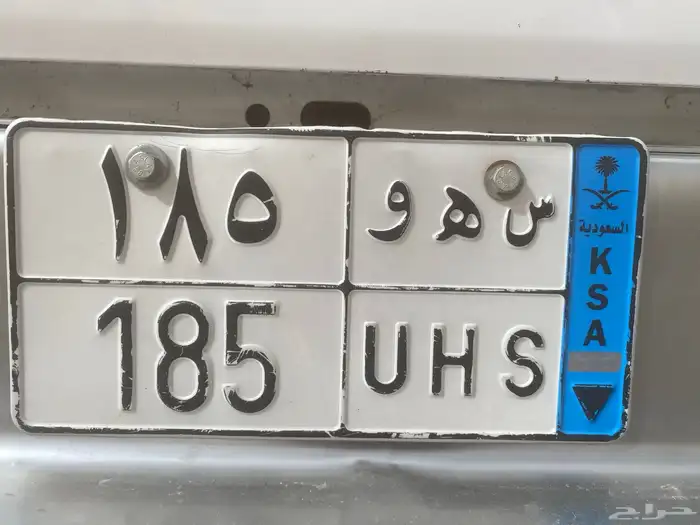 ١٨٥ س ه و
185 UHS
السعودية
K
S
A
حراج